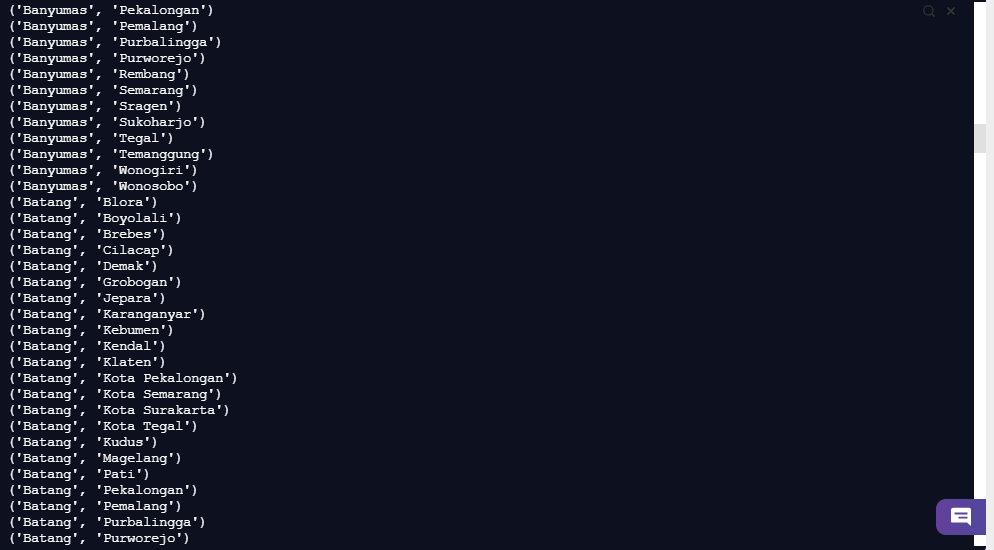 ('Banyumas', 'Pekalongan')
('Banyumas', 'Pemalang')
('Banyumas', 'Purbalingga')
('Banyumas', 'Purworejo')
('Banyumas', 'Rembang')
('Banyumas', 'Semarang')
('Banyumas', 'Sragen')
('Banyumas', 'Sukoharjo')
('Banyumas', 'Tegal')
('Banyumas', 'Temanggung')
('Banyumas', 'Wonogiri')
('Banyumas', 'Wonosobo')
('Batang', 'Blora')
('Batang', 'Boyolali')
('Batang', 'Brebes')
('Batang', 'Cilacap')
('Batang', 'Demak')
('Batang', 'Grobogan')
('Batang', 'Jepara')
('Batang', 'Karanganyar')
('Batang', 'Kebumen')
('Batang', 'Kendal')
('Batang', 'Klaten')
('Batang', 'Kota Pekalongan')
('Batang', 'Kota Semarang')
('Batang', 'Kota Surakarta')
('Batang', 'Kota Tegal')
('Batang', 'Kudus')
('Batang', 'Magelang')
('Batang', 'Pati')
('Batang', 'Pekalongan')
('Batang', 'Pemalang')
('Batang', 'Purbalingga')
('Batang', 'Purworejo')